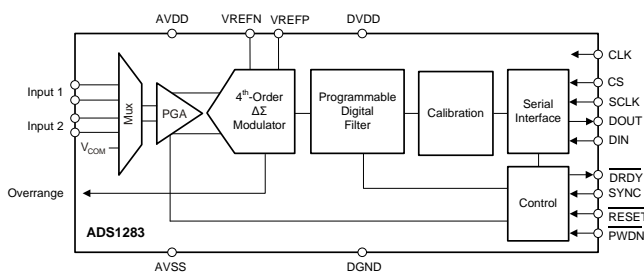 AVDD
VREFN
VREFP
DVDD
CLK
CS
SCLK
DOUT
DIN
DRDY
SYNC
RESET
PWDN
Input 1
Input 2
VCOM
Mux
PGA
4th-Order
ΔΣ
Modulator
Programmable
Digital
Filter
Calibration
Serial
Interface
Control
Overrange
ADS1283
AVSS
DGND